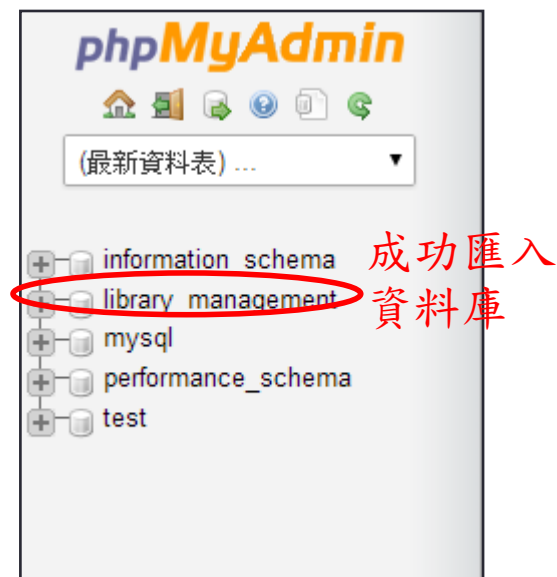 phpMyAdmin
(最新資料表) ...
information_schema
成功匯入
library_management
資料庫
mysql
performance_schema
test